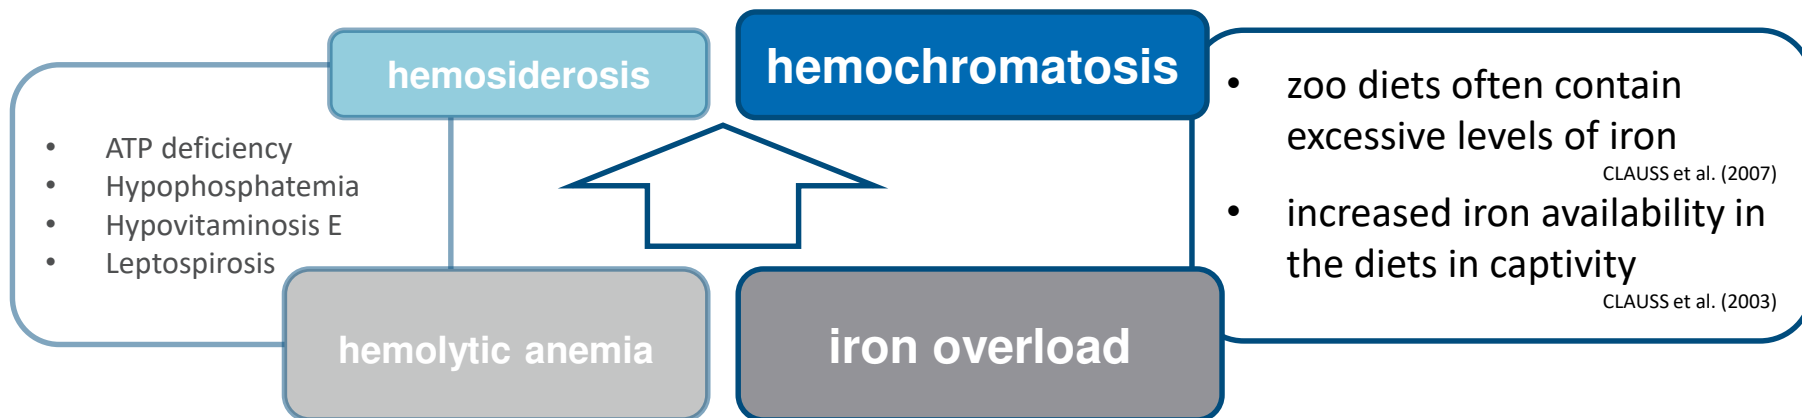 hemosiderosis
• ATP deficiency
• Hypophosphatemia
• Hypovitaminosis E
• Leptospirosis
hemolytic anemia
hemochromatosis
• zoo diets often contain
excessive levels of iron
CLAUSS et al. (2007)
• increased iron availability in
the diets in captivity
CLAUSS et al. (2003)
iron overload